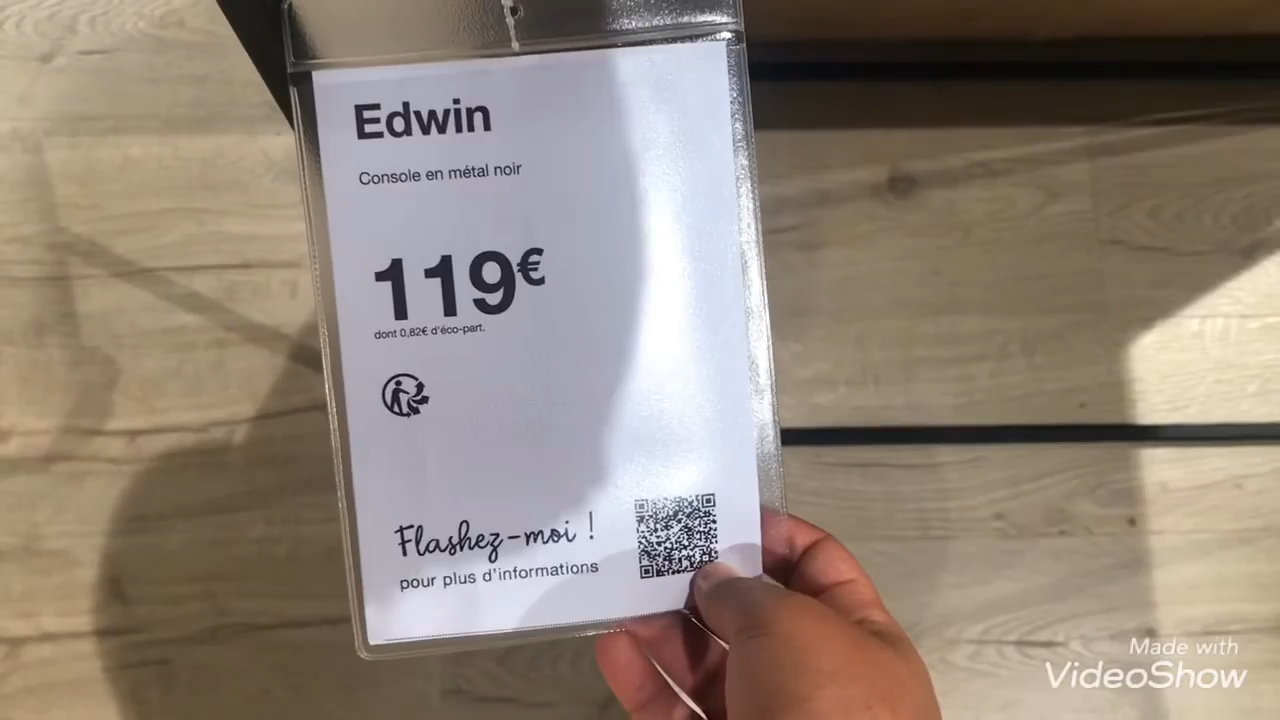 Edwin
Console en métal noir
119€
dont 0,82€ d'éco-part.
Flashez-moi !
pour plus d'informations
Made with
VideoShow